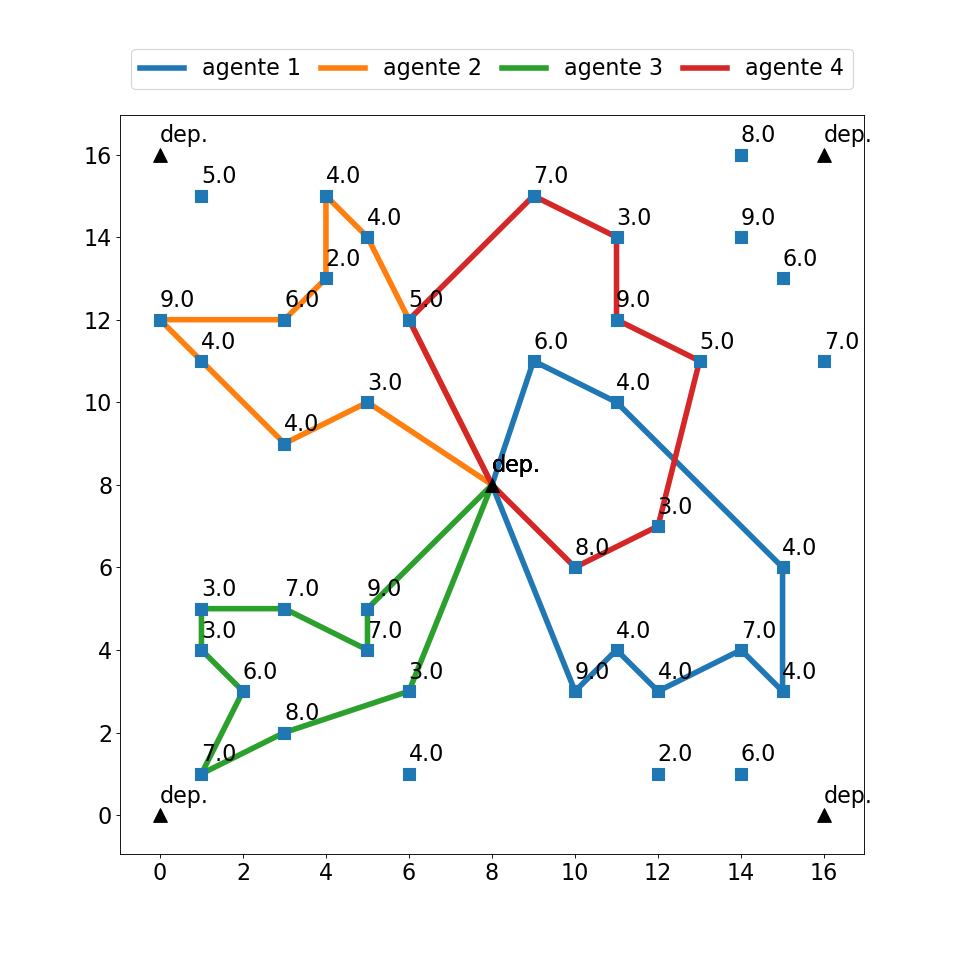 agente 1 agente 2 agente 3 agente 4
dep. 8.0 dep.
16
5.0 4.0 7.0
4.0 3.0 9.0
14
2.0 6.0
9.0 6.0 5.0 9.0
12
4.0 6.0 5.0 7.0
3.0 4.0
10
4.0
dep.
8
3.0
8.0 4.0
6
3.0 7.0 9.0
3.0 7.0 4.0 7.0
4
6.0 3.0 9.0 4.0 4.0
8.0
2
7.0 4.0 2.0 6.0
dep. dep.
0
0 2 4 6 8 10 12 14 16